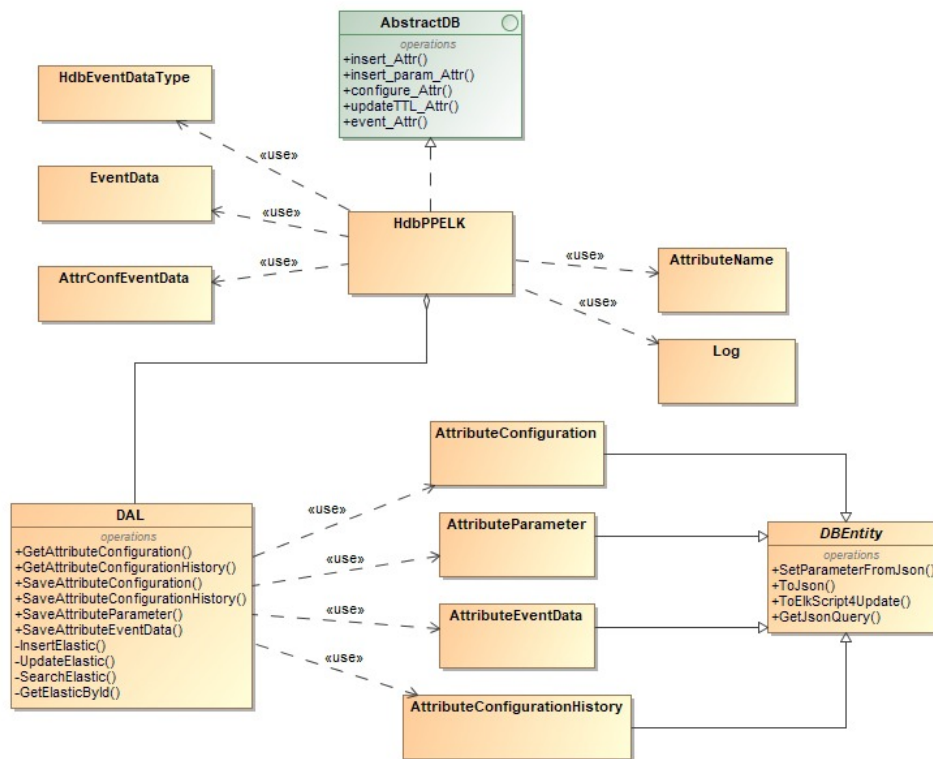 AbstractDB
operations
+insert_Attr()
+insert_param_Attr()
+configure_Attr()
+updateTTL_Attr()
+event_Attr()
HdbEventDataType
«use»
EventData
«use»
HdbPPELK
AttrConfEventData
«use»
«use»
AttributeName
«use»
Log
AttributeConfiguration
DAL
operations
+GetAttributeConfiguration()
+GetAttributeConfigurationHistory()
+SaveAttributeConfiguration()
+SaveAttributeConfigurationHistory()
+SaveAttributeParameter()
+SaveAttributeEventData()
-InsertElastic()
-UpdateElastic()
-SearchElastic()
-GetElasticById()
«use»
AttributeParameter
«use»
DBEntity
operations
+SetParameterFromJson()
+ToJson()
+ToElkScript4Update()
+GetJsonQuery()
«use»
AttributeEventData
«use»
AttributeConfigurationHistory